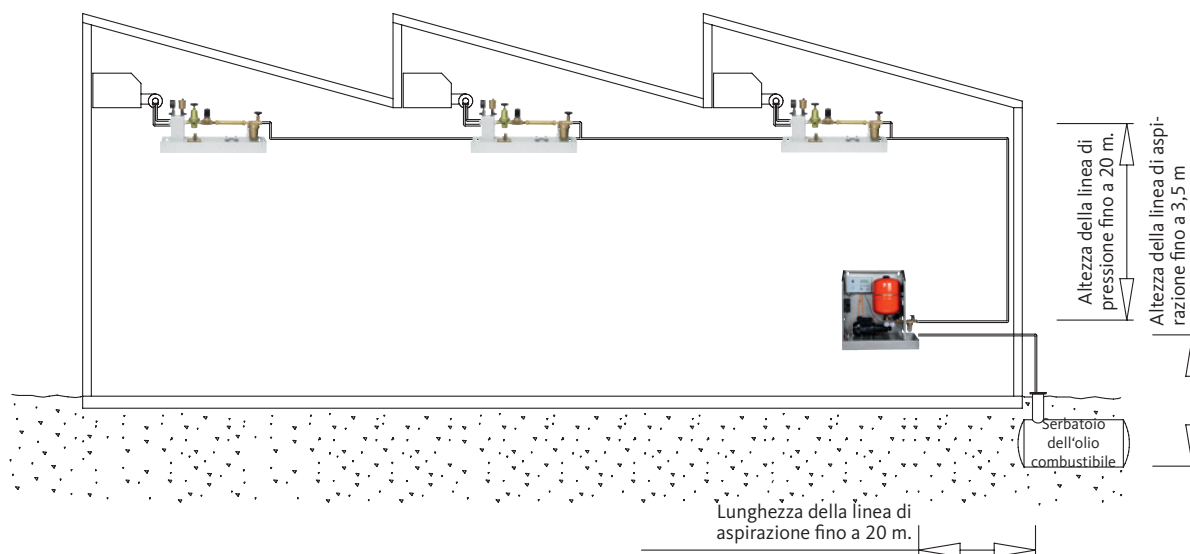 Altezza della linea di
pressione fino a 20 m.
Altezza della linea di aspi-
razione fino a 3,5 m
Serbatoio
dell‘olio
combustibile
Lunghezza della linea di
aspirazione fino a 20 m.